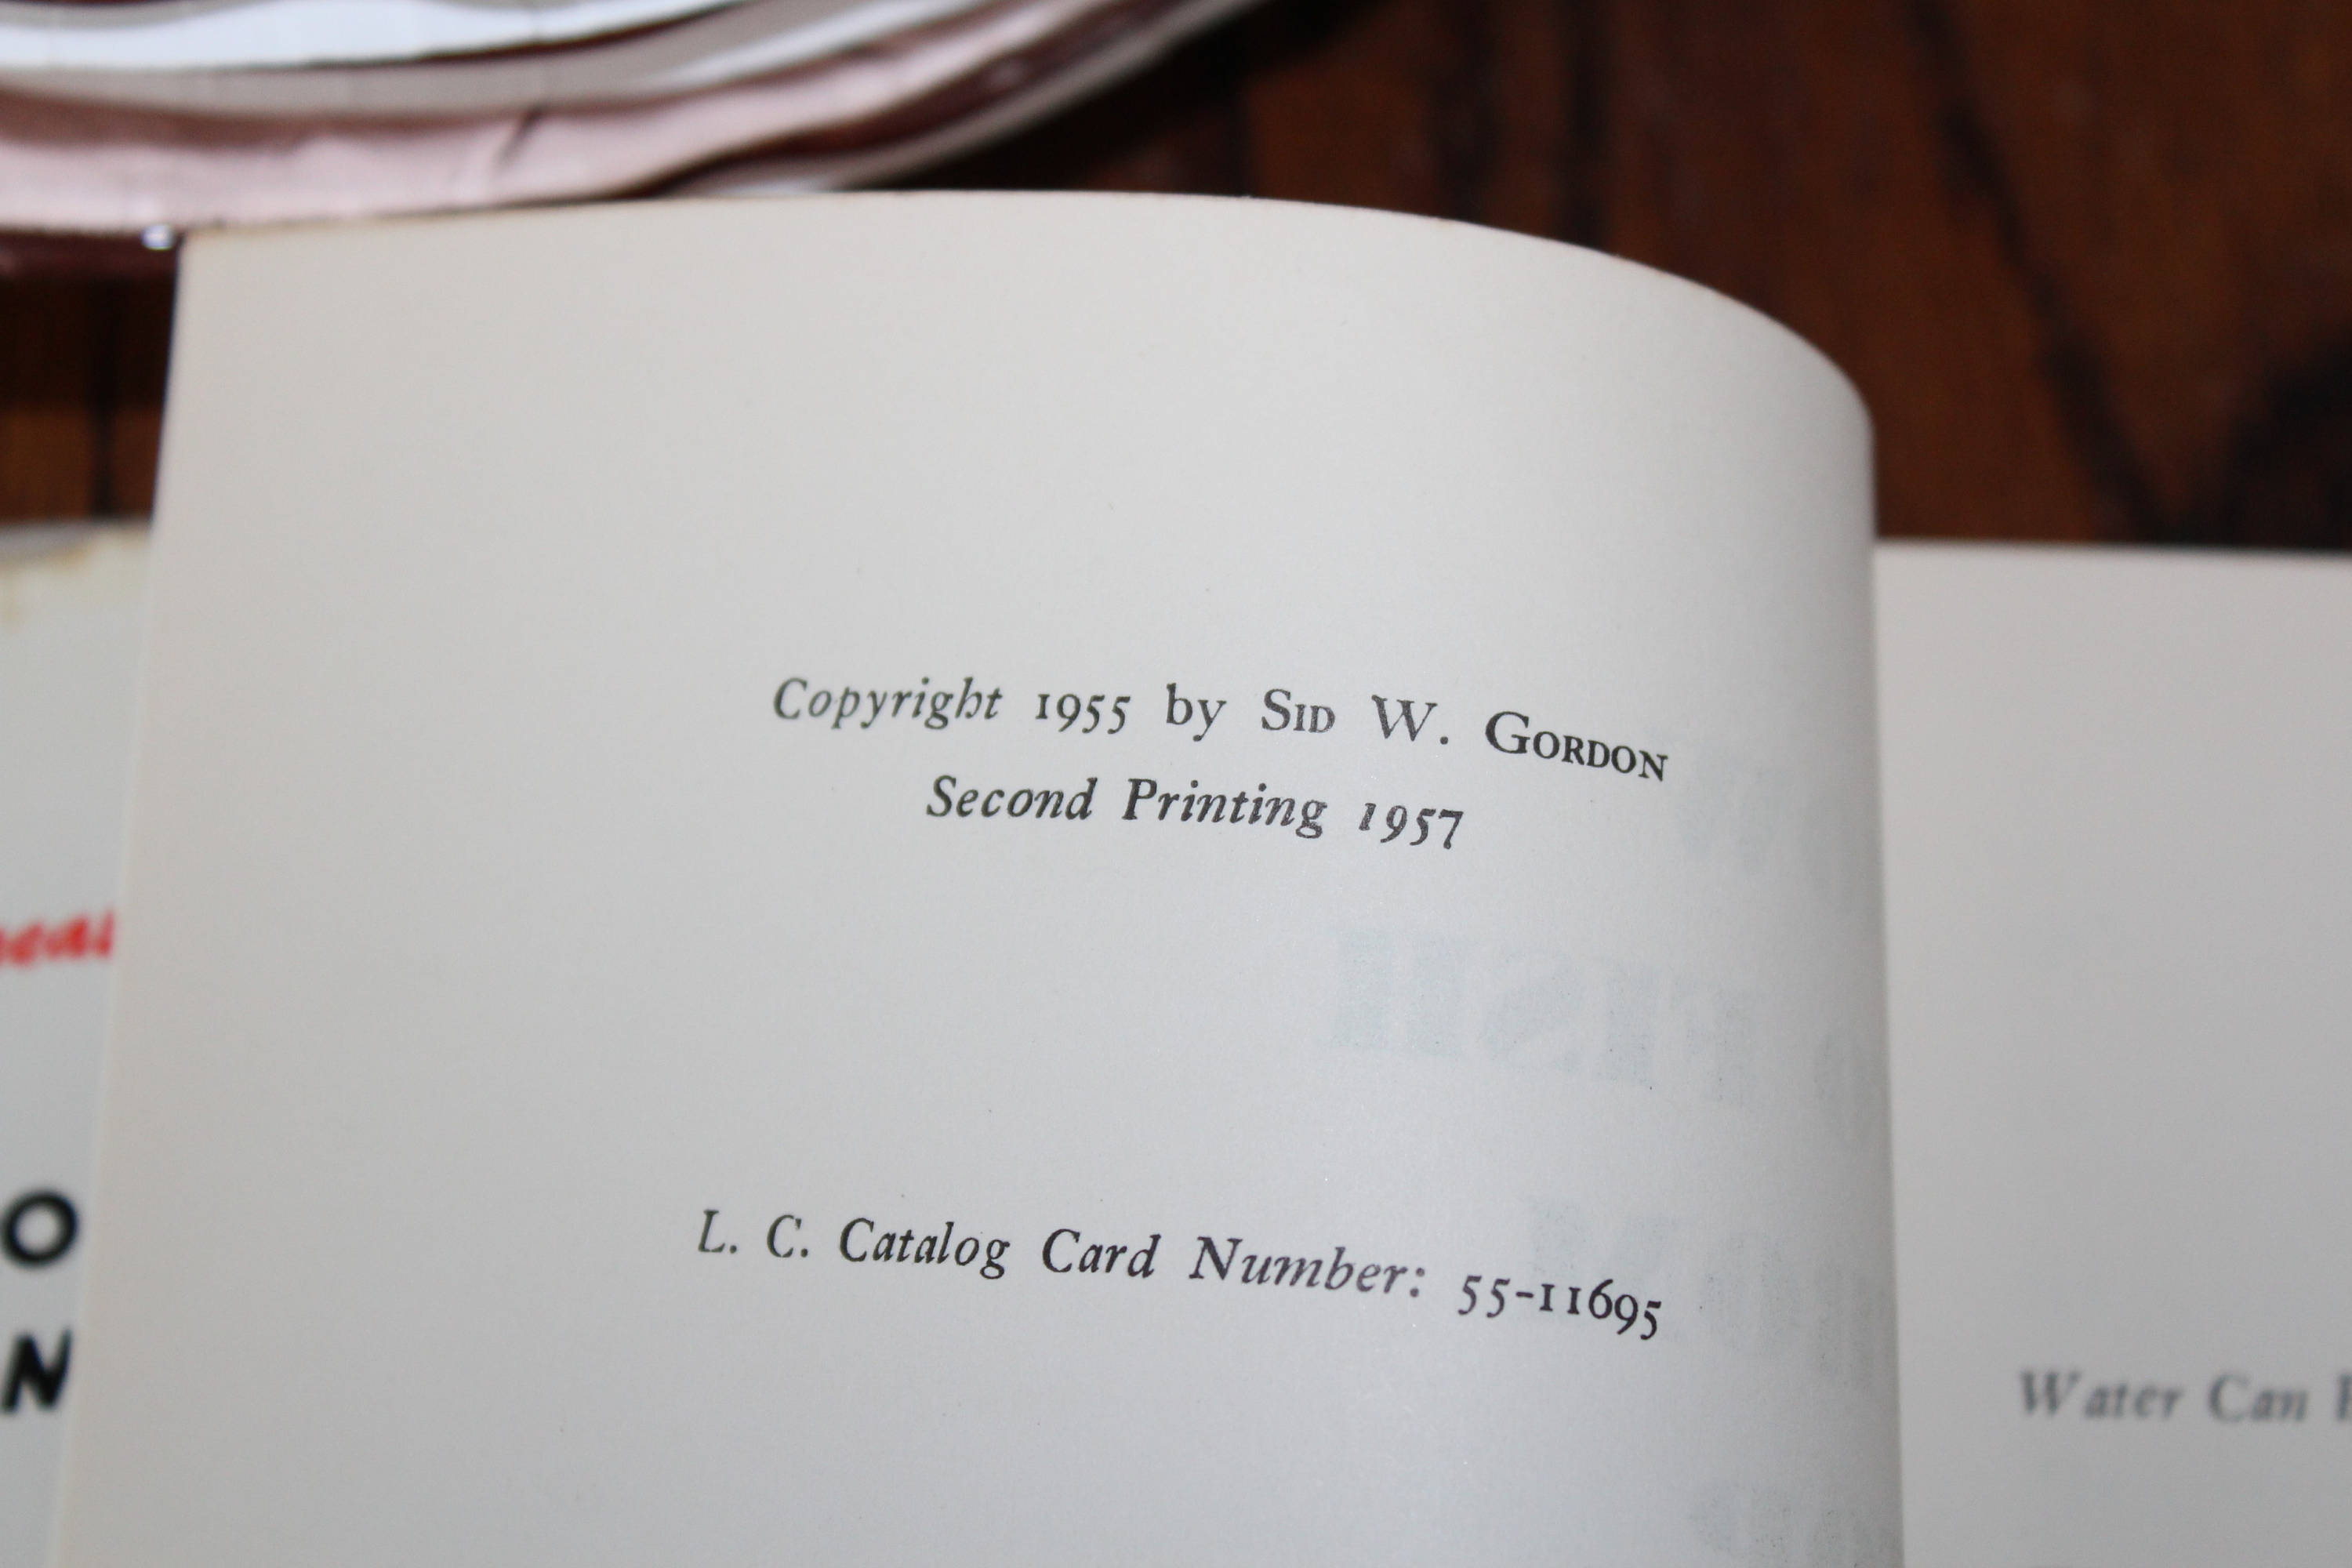 Copyright 1955 by SID W. GORDON
Second Printing 1957
L. C. Catalog Card Number: 55-11695
O
N
Water Can